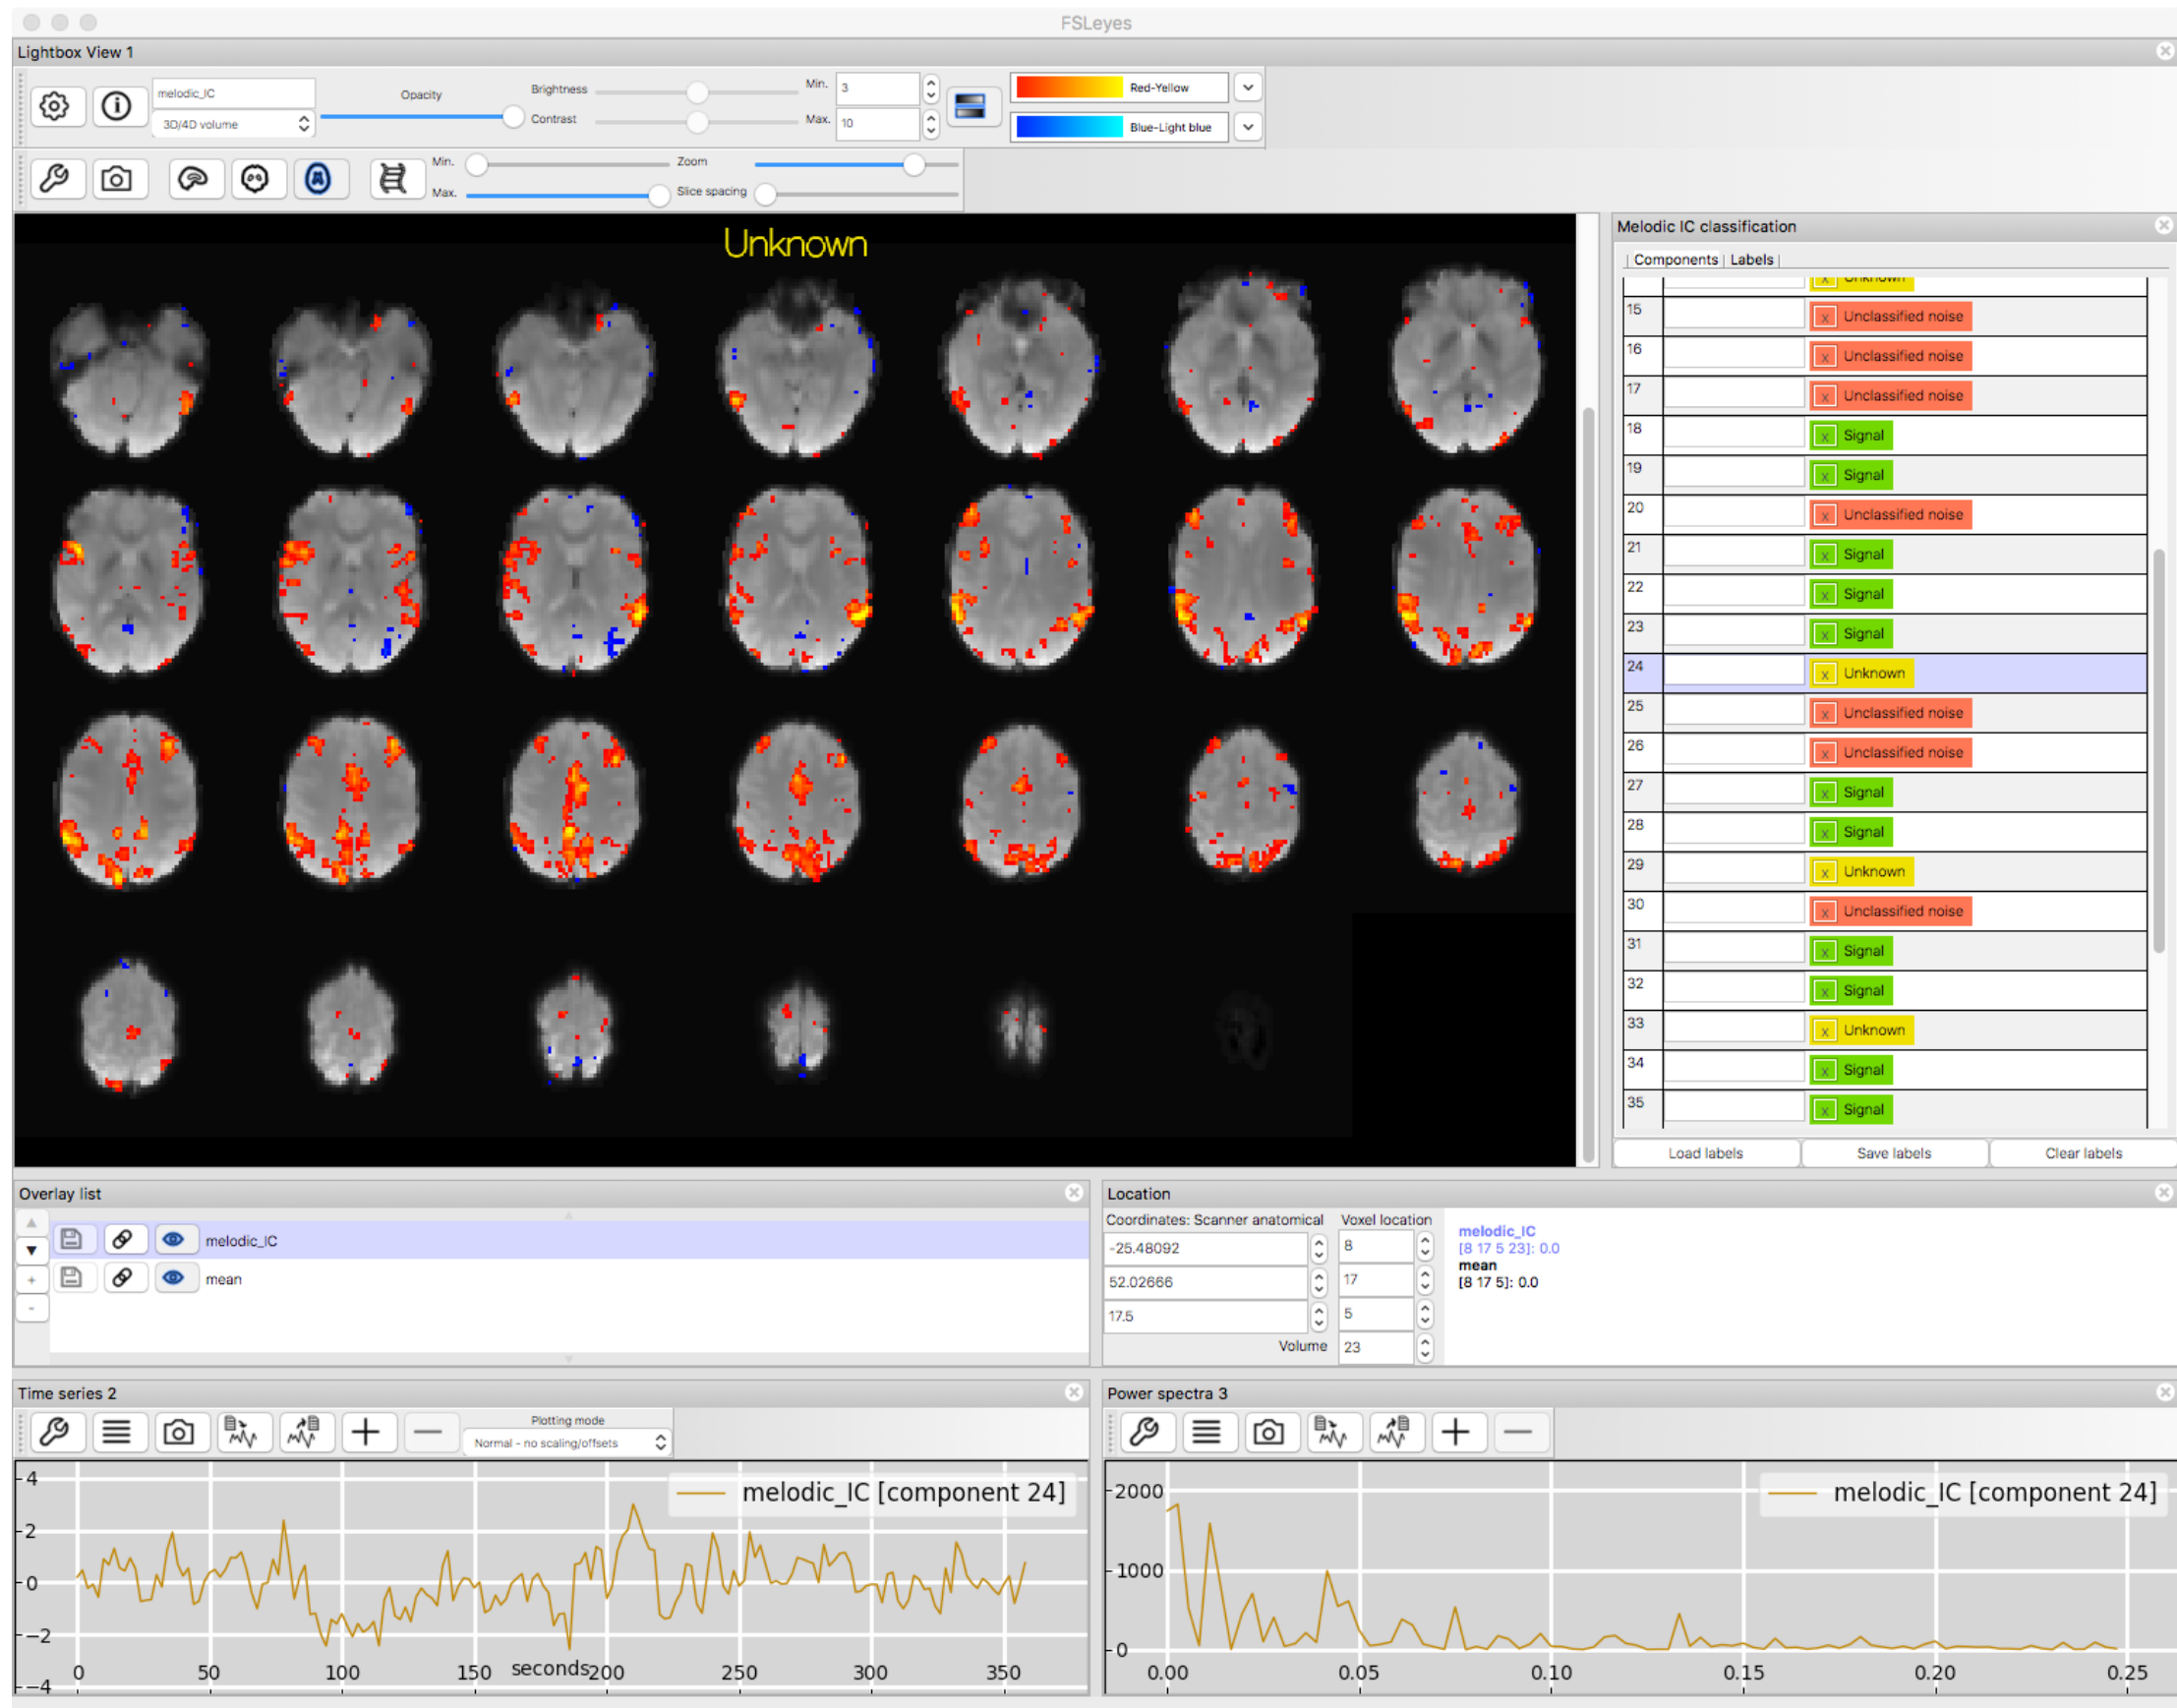 FSLeyes
Lightbox View 1
melodic_IC
3D/4D volume
Opacity
Brightness
Contrast
Min. 3
Max. 10
Red-Yellow
Blue-Light blue
Min.
Max.
Zoom
Slice spacing
Unknown
Melodic IC classification
Components | Labels
Unknown
15 x Unclassified noise
16 x Unclassified noise
17 x Unclassified noise
18 x Signal
19 x Signal
20 x Unclassified noise
21 x Signal
22 x Signal
23 x Signal
24 x Unknown
25 x Unclassified noise
26 x Unclassified noise
27 x Signal
28 x Signal
29 x Unknown
30 x Unclassified noise
31 x Signal
32 x Signal
33 x Unknown
34 x Signal
35 x Signal
Load labels Save labels Clear labels
Overlay list
melodic_IC
mean
Location
Coordinates: Scanner anatomical Voxel location
-25.48092 8
52.02666 17
17.5 5
Volume 23
melodic_IC
[8 17 5 23]: 0.0
mean
[8 17 5]: 0.0
Time series 2
Plotting mode
Normal - no scaling/offsets
melodic_IC [component 24]
4
2
0
−2
−4
0 50 100 150 seconds 200 250 300 350
Power spectra 3
melodic_IC [component 24]
2000
1000
0
0.00 0.05 0.10 0.15 0.20 0.25